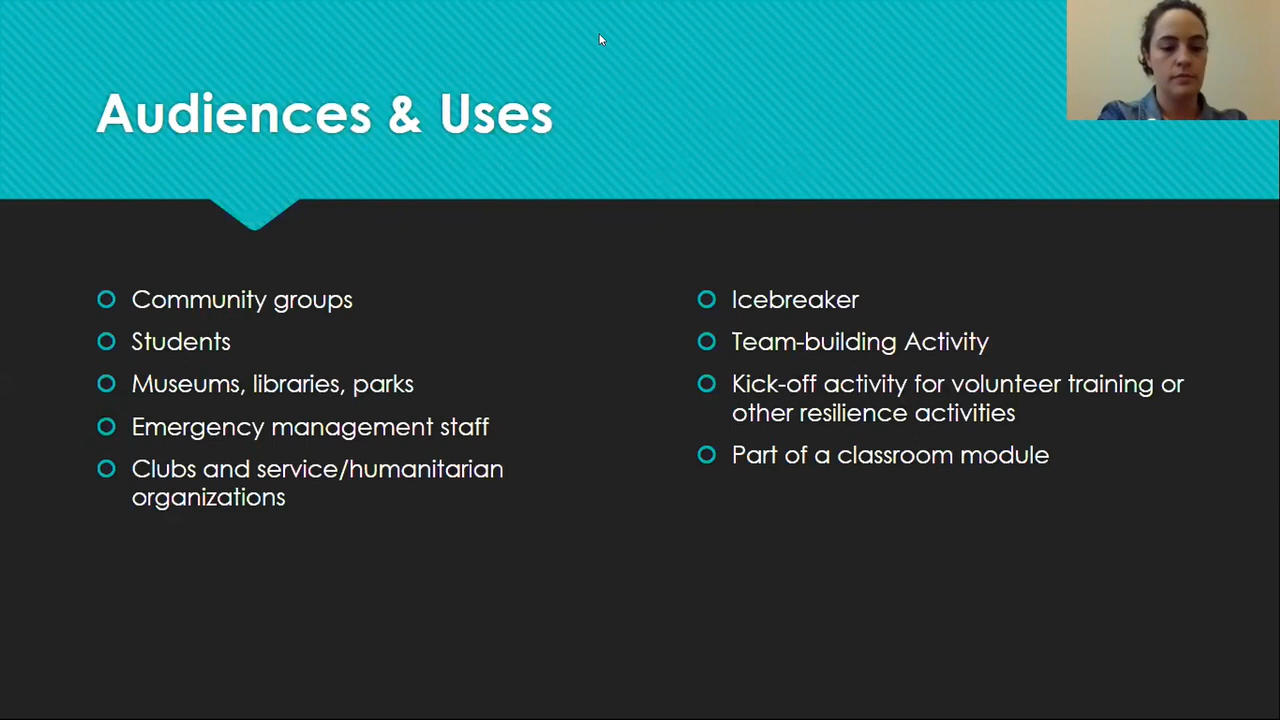 Audiences & Uses
Community groups
Students
Museums, libraries, parks
Emergency management staff
Clubs and service/humanitarian
organizations
Icebreaker
Team-building Activity
Kick-off activity for volunteer training or
other resilience activities
Part of a classroom module